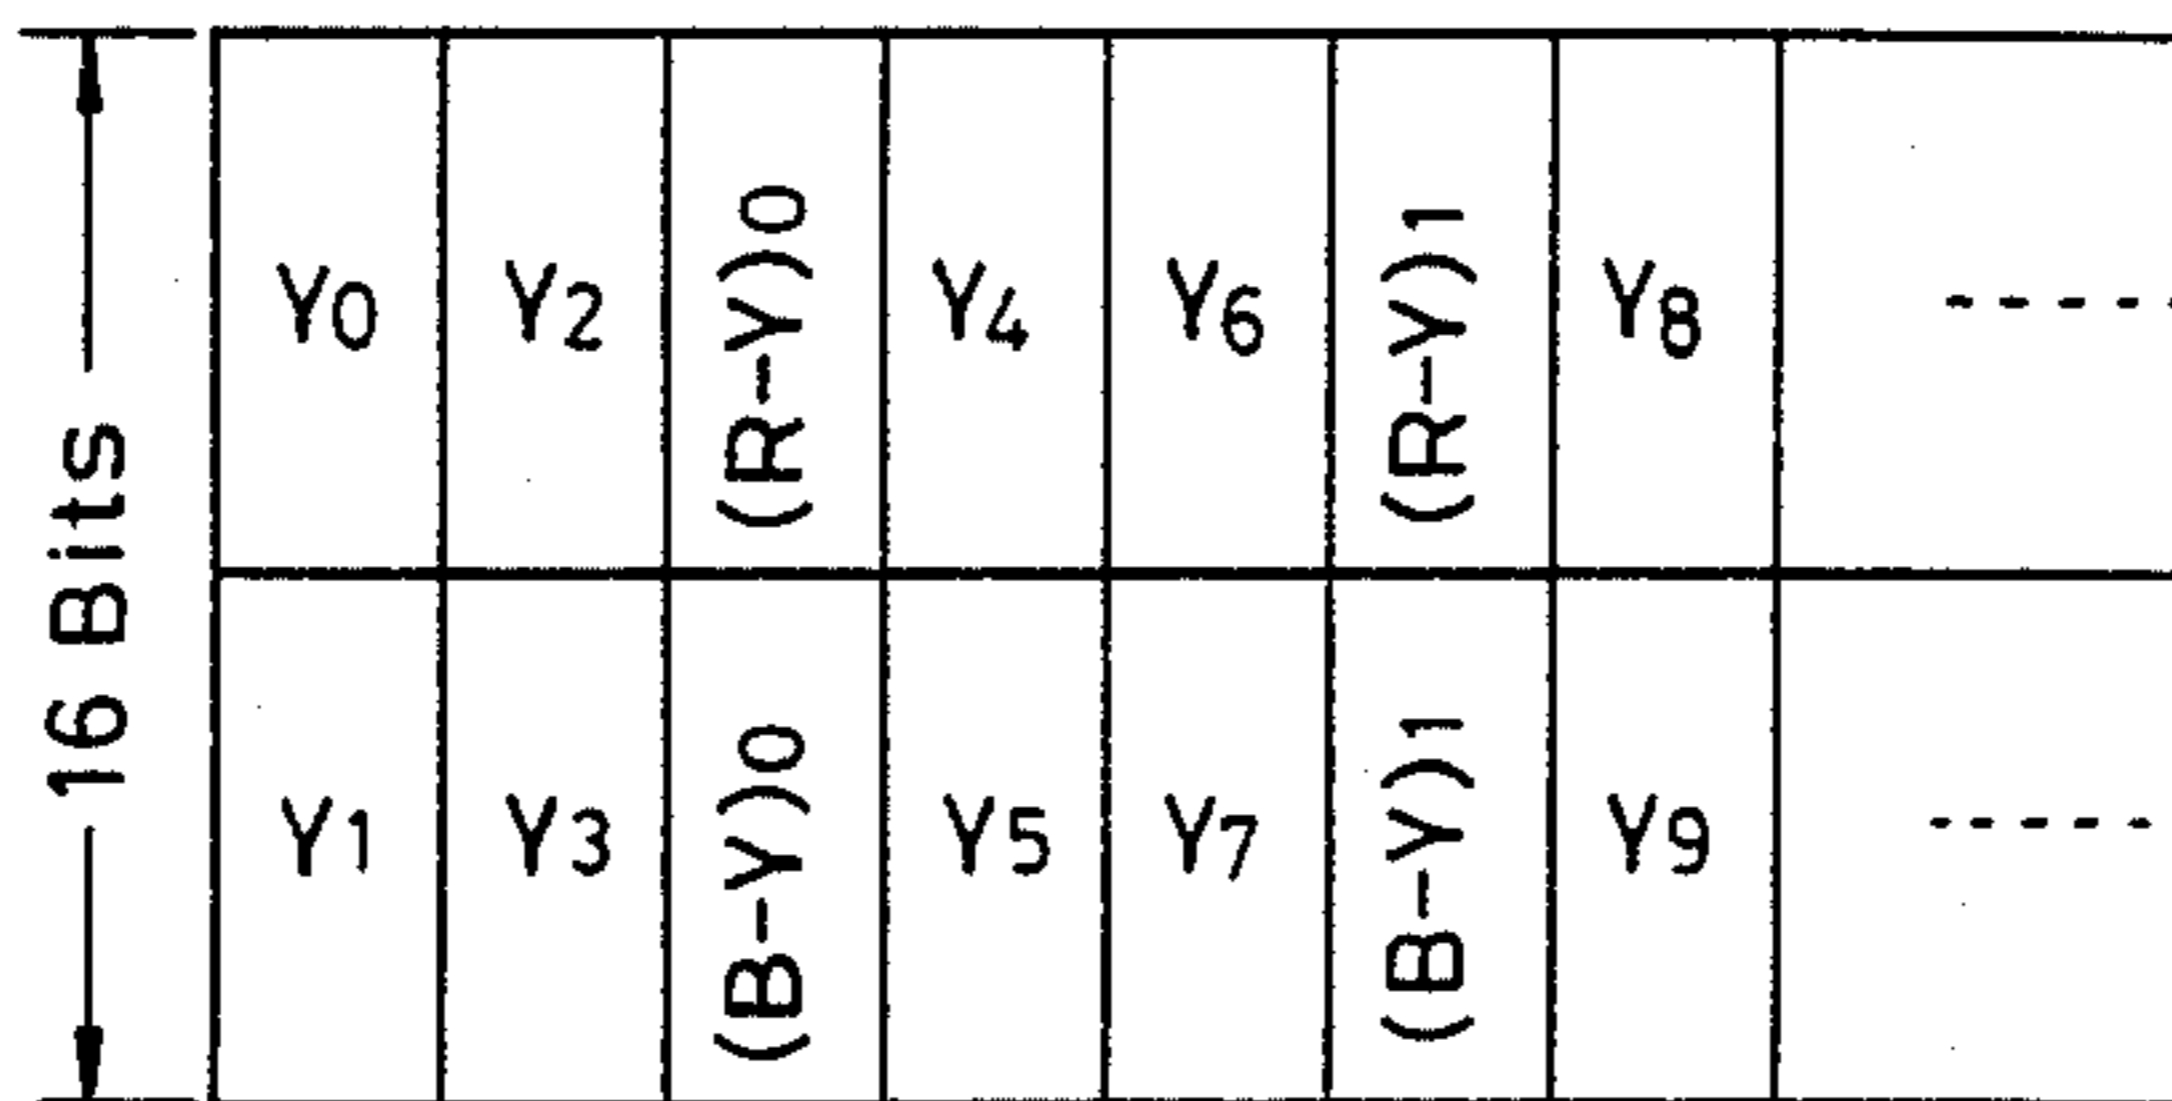 16 Bits
Y0 Y2 (R-Y)0 Y4 Y6 (R-Y)1 Y8 -----
Y1 Y3 (B-Y)0 Y5 Y7 (B-Y)1 Y9 -----